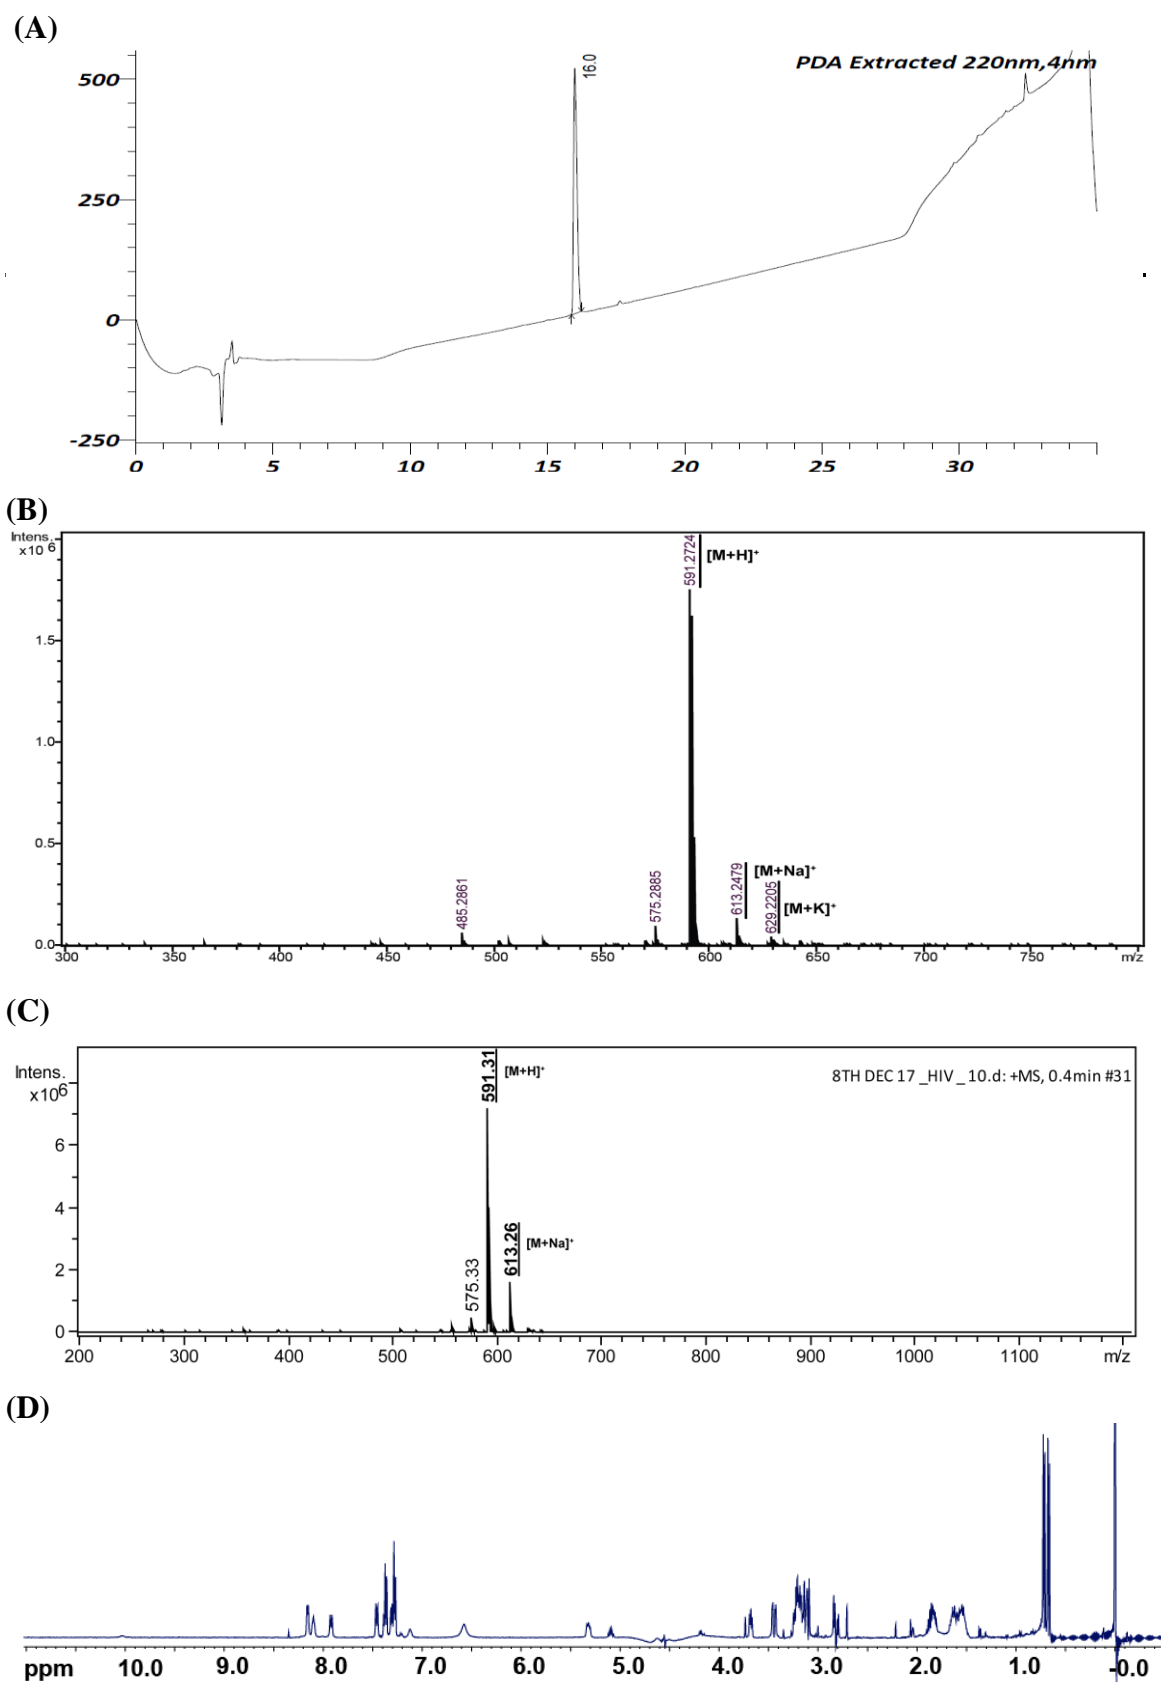 (A)
PDA Extracted 220nm,4nm
16.0
500
250
0
-250
0 5 10 15 20 25 30
(B)
Intens.
x10 6
591.2724
[M+H]+
1.5
1.0
0.5
0.0
485.2861
575.2885
613.2479
[M+Na]+
629.2205
[M+K]+
300 350 400 450 500 550 600 650 700 750 m/z
(C)
Intens.
x10⁶
591.31
[M+H]+
8TH DEC 17 _HIV _ 10.d: +MS, 0.4min #31
6
4
2
0
575.33
613.26
[M+Na]+
200 300 400 500 600 700 800 900 1000 1100 m/z
(D)
ppm 10.0 9.0 8.0 7.0 6.0 5.0 4.0 3.0 2.0 1.0 -0.0